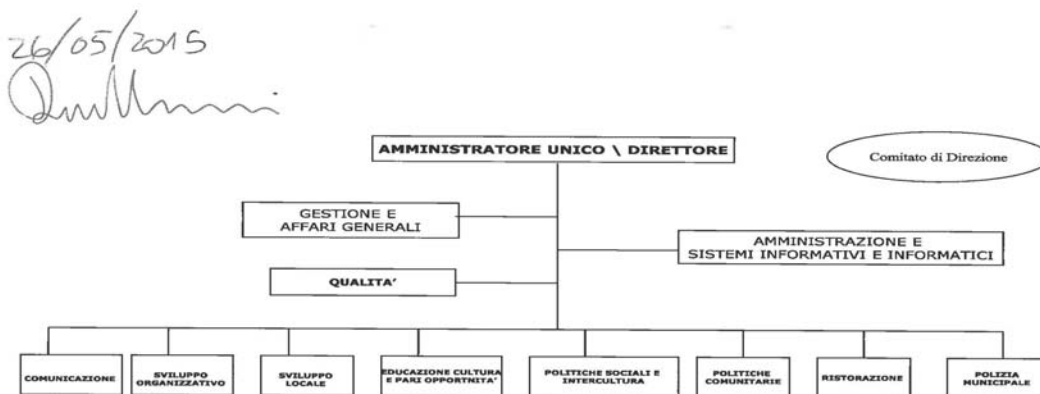 26/05/2015
AMMINISTRATORE UNICO \ DIRETTORE
Comitato di Direzione
GESTIONE E
AFFARI GENERALI
AMMINISTRAZIONE E
SISTEMI INFORMATIVI E INFORMATICI
QUALITA'
COMUNICAZIONE
SVILUPPO
ORGANIZZATIVO
SVILUPPO
LOCALE
EDUCAZIONE CULTURA
E PARI OPPORTNITA'
POLITICHE SOCIALI E
INTERCULTURA
POLITICHE
COMUNITARIE
RISTORAZIONE
POLIZIA
MUNICIPALE